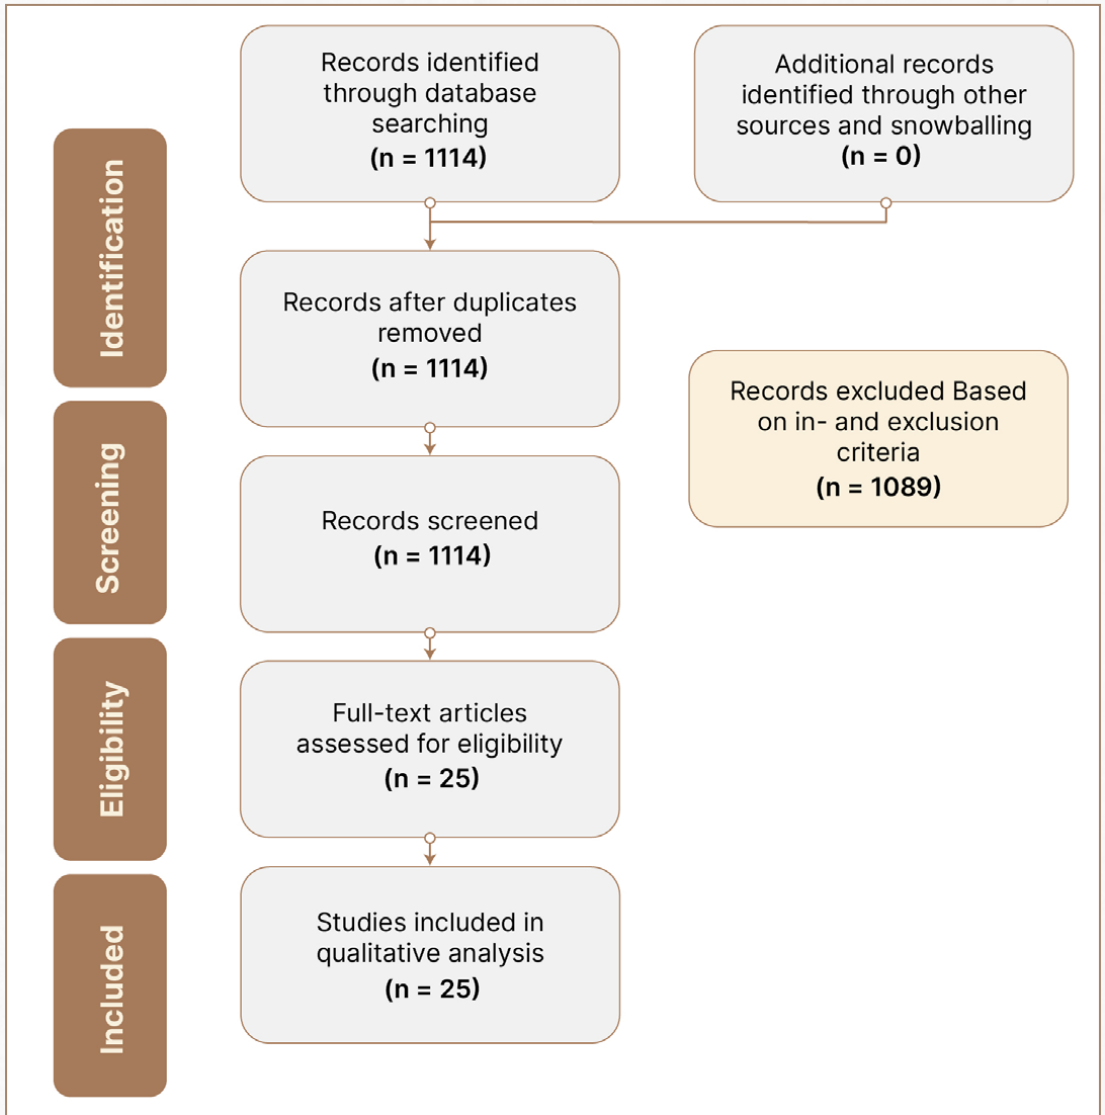 Records identified
through database
searching
(n = 1114)
Additional records
identified through other
sources and snowballing
(n = 0)
Identification
Records after duplicates
removed
(n = 1114)
Records excluded Based
on in- and exclusion
criteria
(n = 1089)
Screening
Records screened
(n = 1114)
Eligibility
Full-text articles
assessed for eligibility
(n = 25)
Included
Studies included in
qualitative analysis
(n = 25)